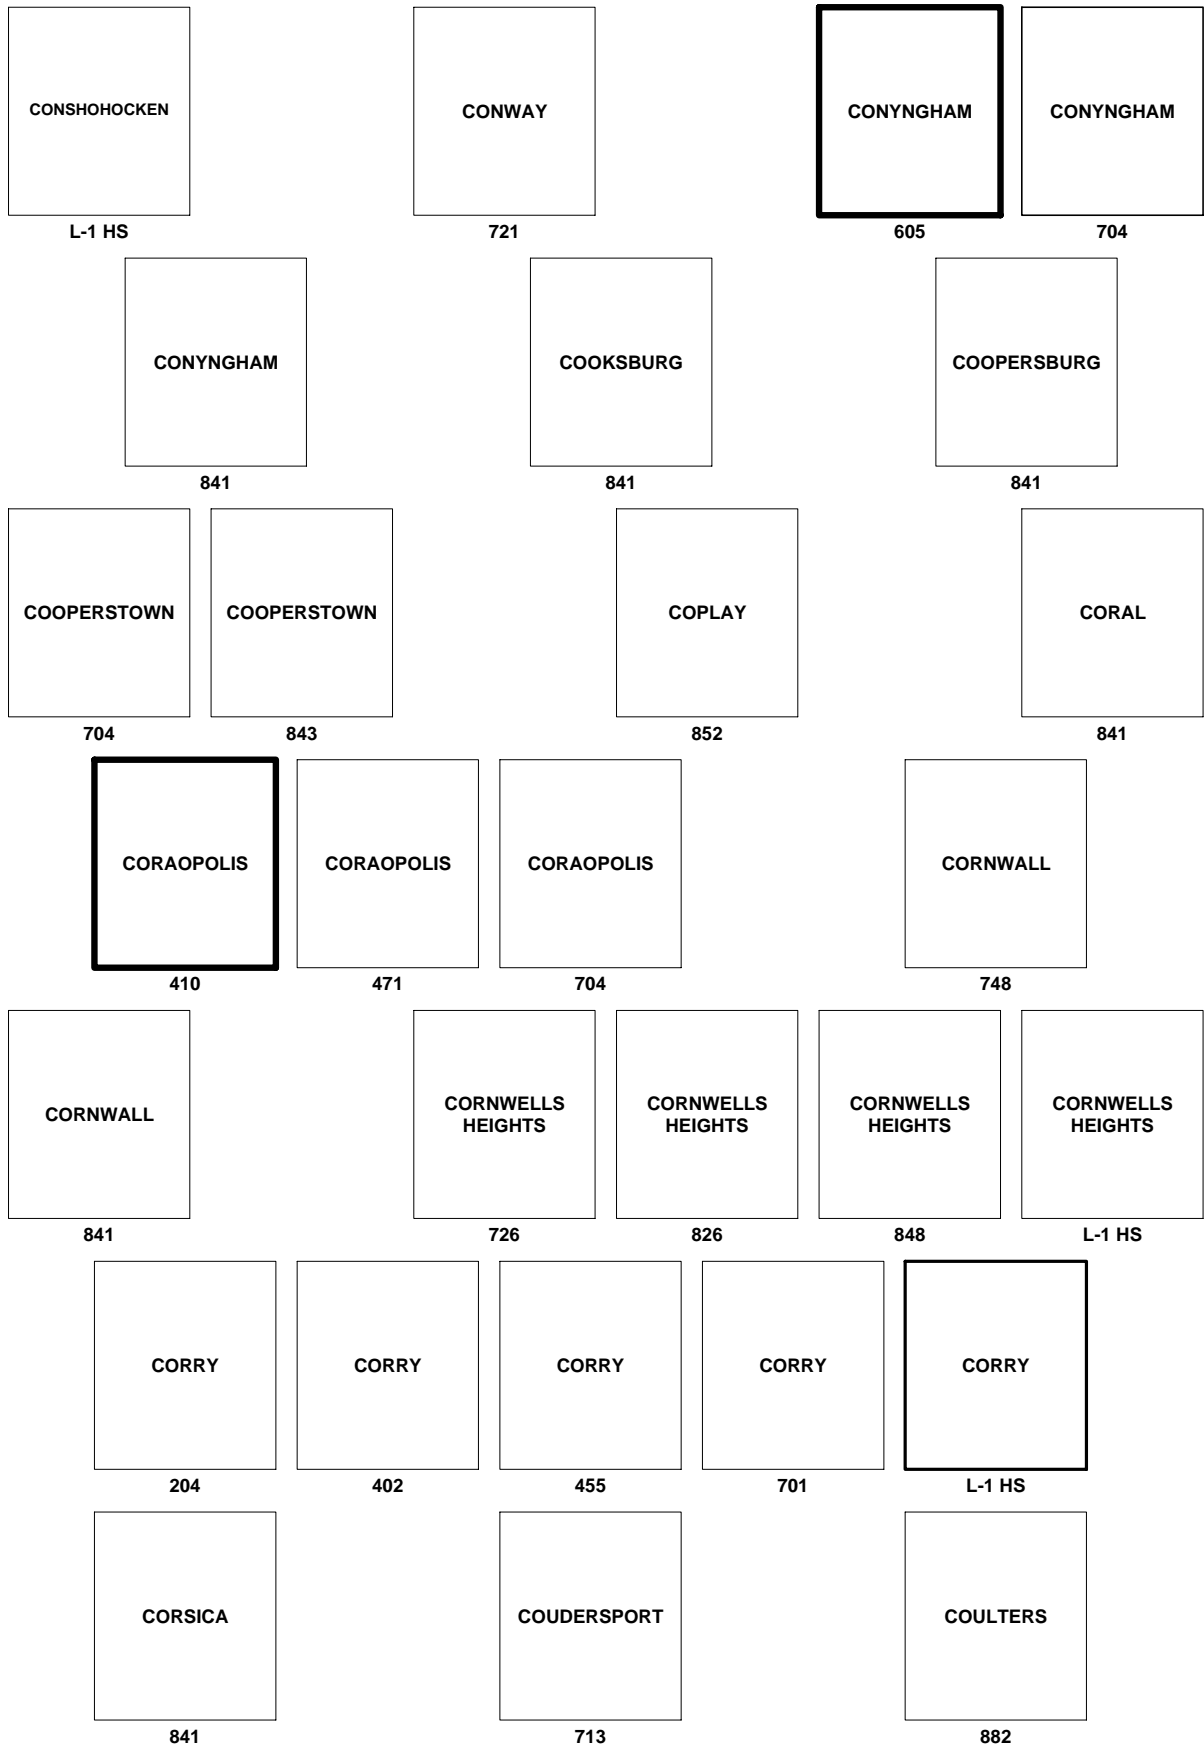 CONSHOHOCKEN
L-1 HS
CONWAY
721
CONYNGHAM
605
CONYNGHAM
704
CONYNGHAM
841
COOKSBURG
841
COOPERSBURG
841
COOPERSTOWN
704
COOPERSTOWN
843
COPLAY
852
CORAL
841
CORAOPOLIS
410
CORAOPOLIS
471
CORAOPOLIS
704
CORNWALL
748
CORNWALL
841
CORNWELLS
HEIGHTS
726
CORNWELLS
HEIGHTS
826
CORNWELLS
HEIGHTS
848
CORNWELLS
HEIGHTS
L-1 HS
CORRY
204
CORRY
402
CORRY
455
CORRY
701
CORRY
L-1 HS
CORSICA
841
COUDERSPORT
713
COULTERS
882